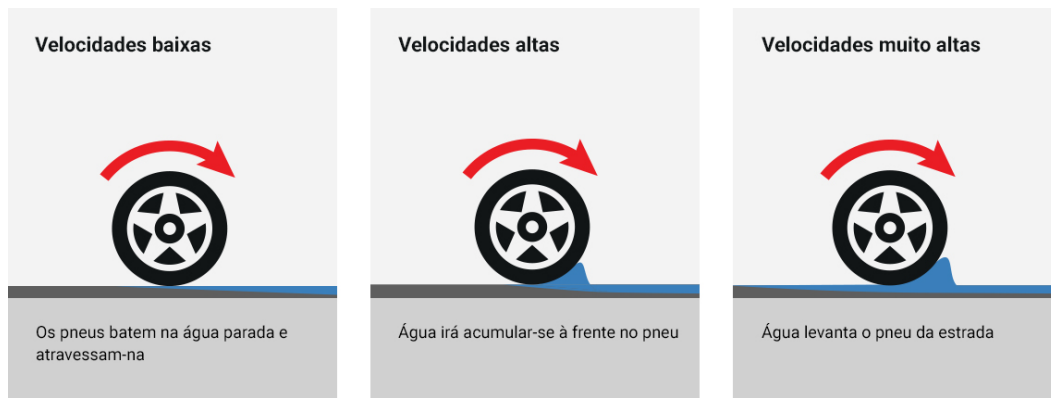 Velocidades baixas
Os pneus batem na água parada e
atravessam-na
Velocidades altas
Água irá acumular-se à frente no pneu
Velocidades muito altas
Água levanta o pneu da estrada